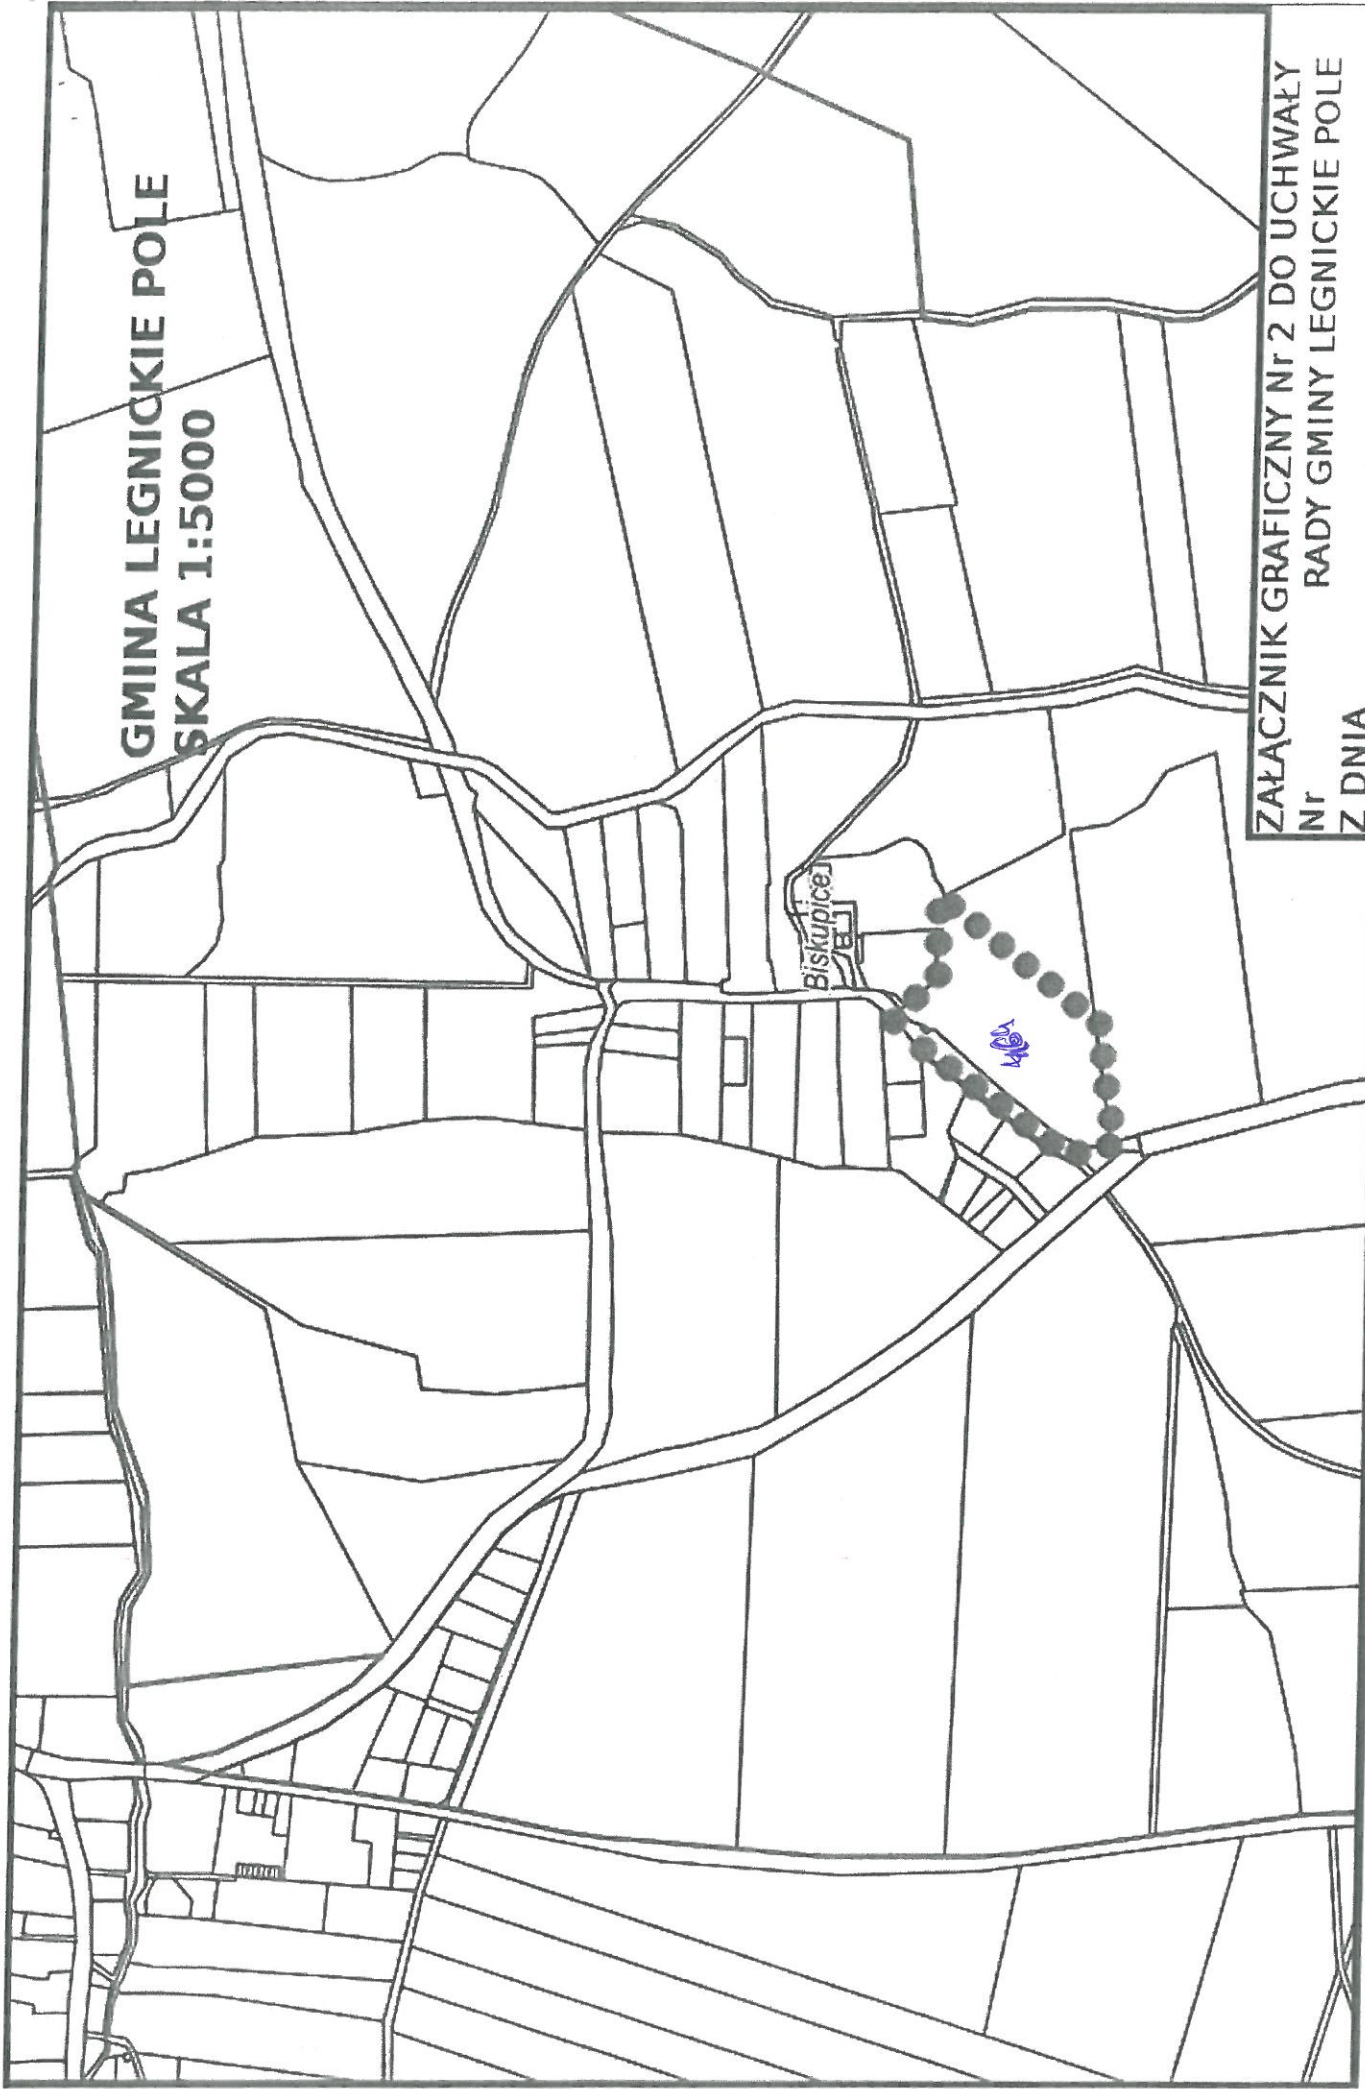 GMINA LEGNICKIE POLE
SKALA 1:5000
Biskupice
ZAŁĄCZNIK GRAFICZNY Nr 2 DO UCHWAŁY
Nr RADY GMINY LEGNICKIE POLE
Z DNIA